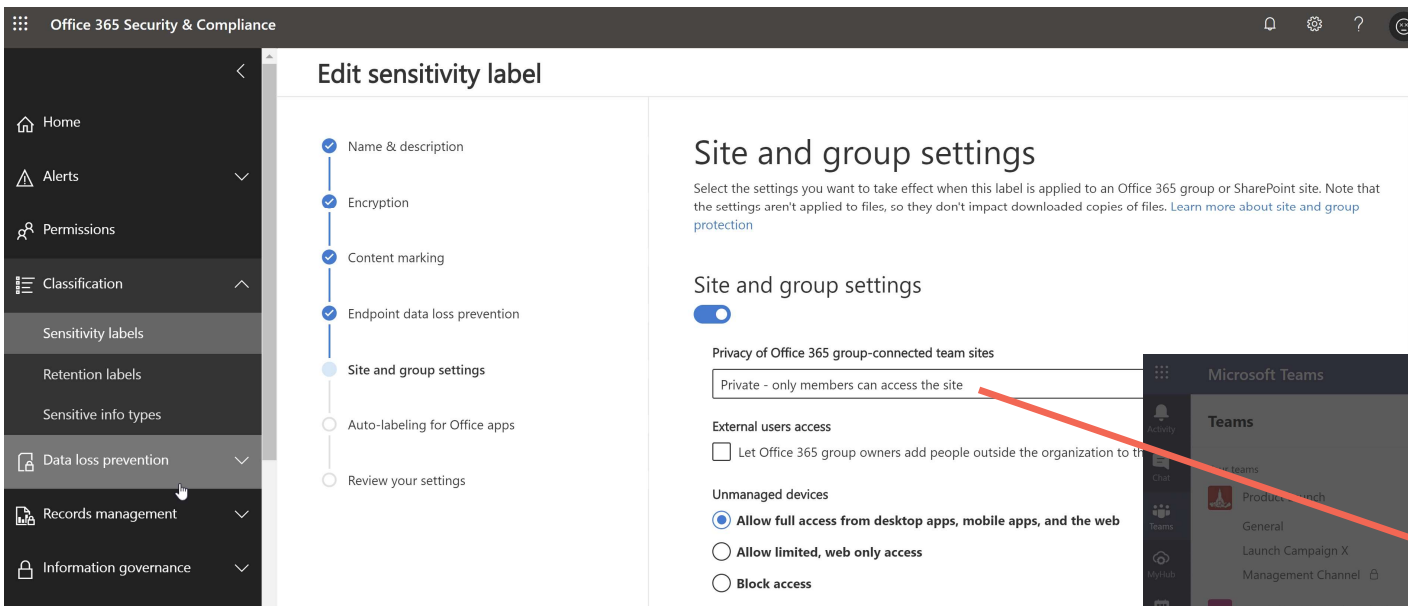 Office 365 Security & Compliance
?
Edit sensitivity label
Home
Alerts
Permissions
Classification
Sensitivity labels
Retention labels
Sensitive info types
Data loss prevention
Records management
Information governance
Name & description
Encryption
Content marking
Endpoint data loss prevention
Site and group settings
Auto-labeling for Office apps
Review your settings
Site and group settings
Select the settings you want to take effect when this label is applied to an Office 365 group or SharePoint site. Note that
the settings aren't applied to files, so they don't impact downloaded copies of files. Learn more about site and group
protection
Site and group settings
Privacy of Office 365 group-connected team sites
Private - only members can access the site
External users access
Let Office 365 group owners add people outside the organization to th
Unmanaged devices
Allow full access from desktop apps, mobile apps, and the web
Allow limited, web only access
Block access
Microsoft Teams
Activity
Chat
Teams
MyHub
Teams
teams
Product Launch
General
Launch Campaign X
Management Channel